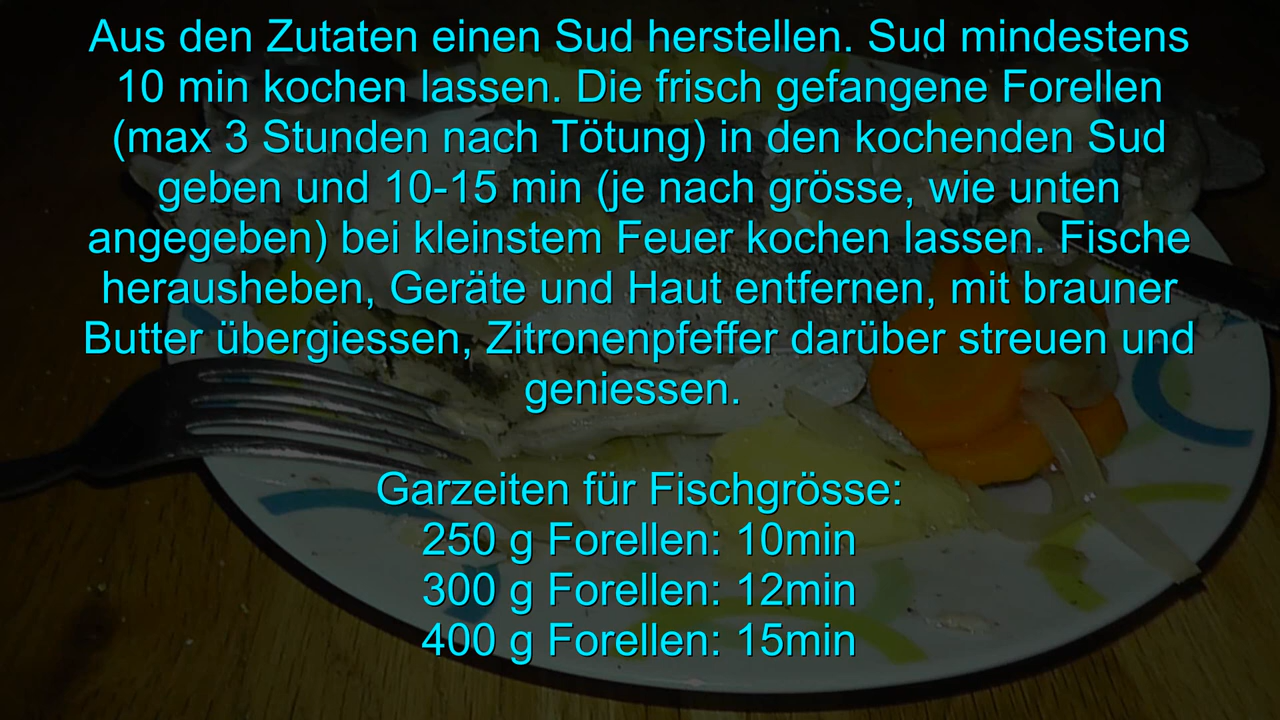 Aus den Zutaten einen Sud herstellen. Sud mindestens
10 min kochen lassen. Die frisch gefangene Forellen
(max 3 Stunden nach Tötung) in den kochenden Sud
geben und 10-15 min (je nach grösse, wie unten
angegeben) bei kleinstem Feuer kochen lassen. Fische
herausheben, Geräte und Haut entfernen, mit brauner
Butter übergiessen, Zitronenpfeffer darüber streuen und
geniessen.
Garzeiten für Fischgrösse:
250 g Forellen: 10min
300 g Forellen: 12min
400 g Forellen: 15min